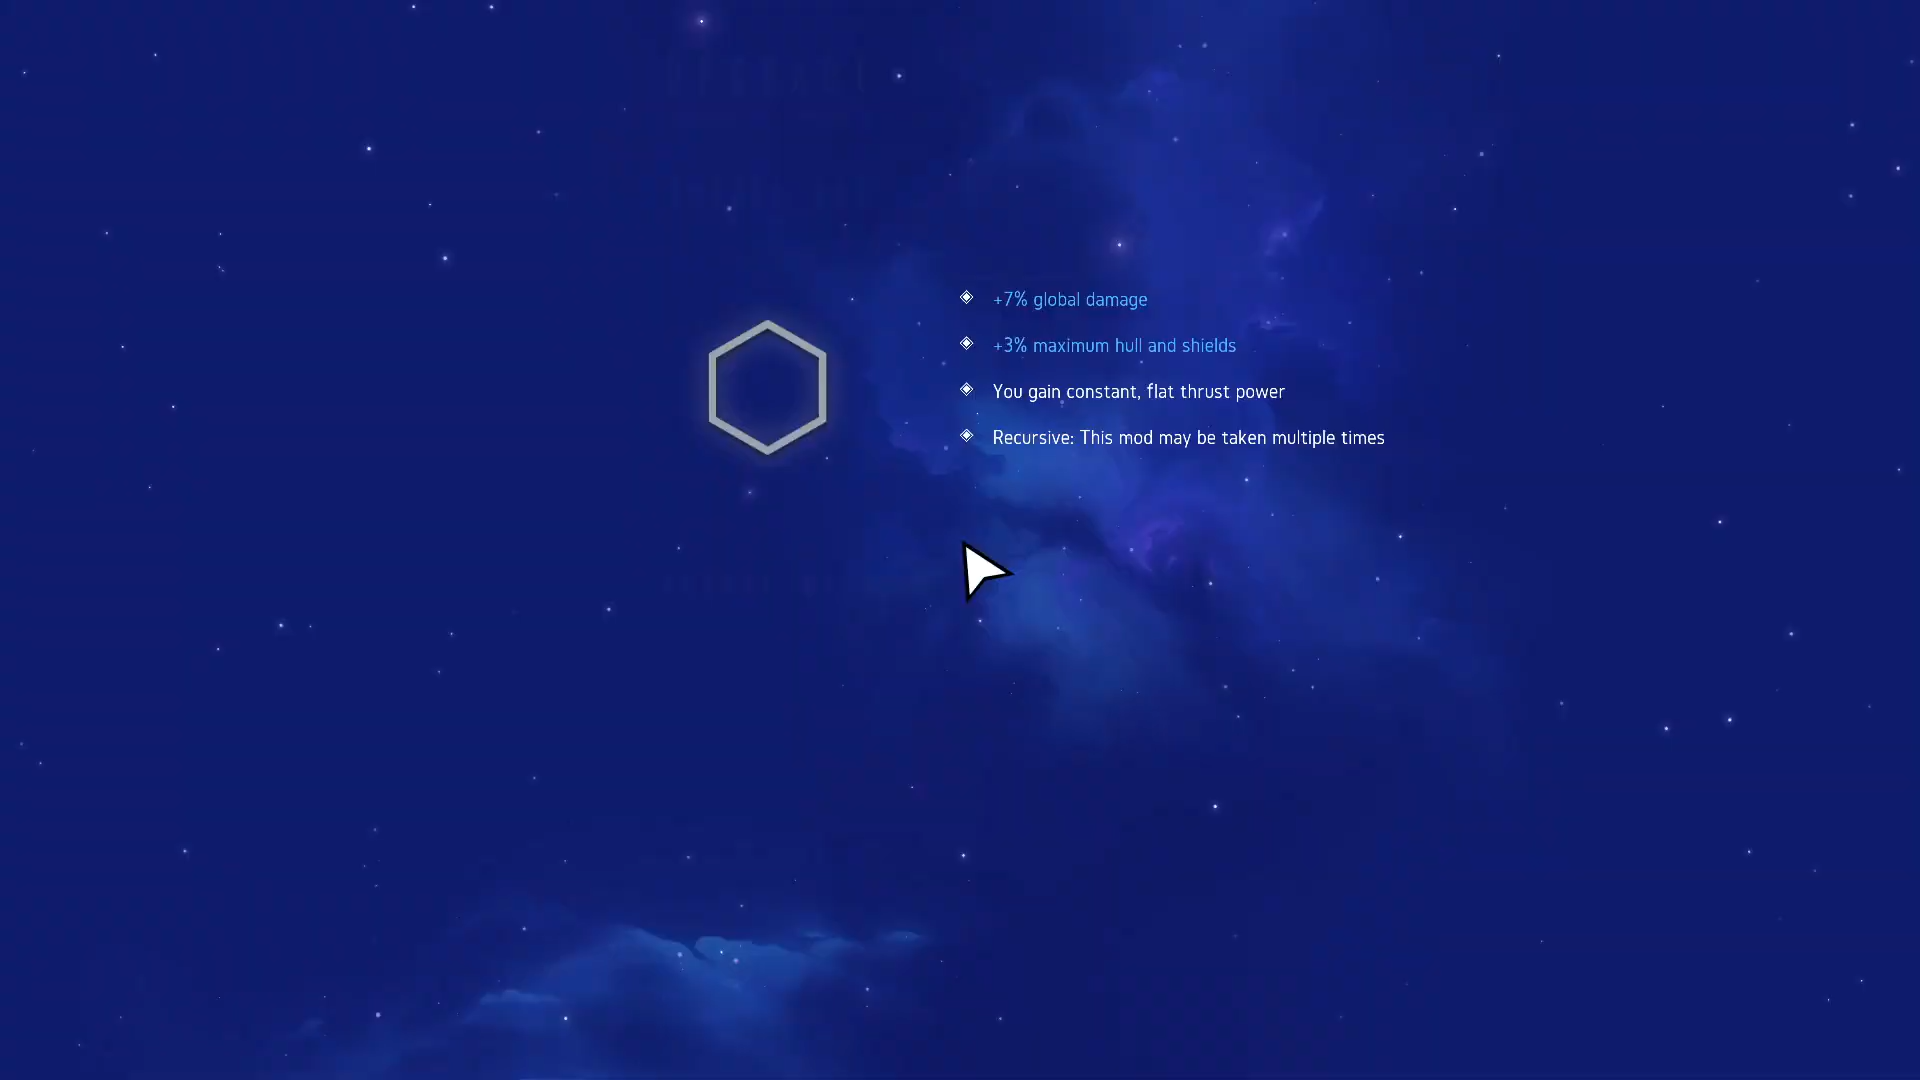 +7% global damage
+3% maximum hull and shields
You gain constant, flat thrust power
Recursive: This mod may be taken multiple times